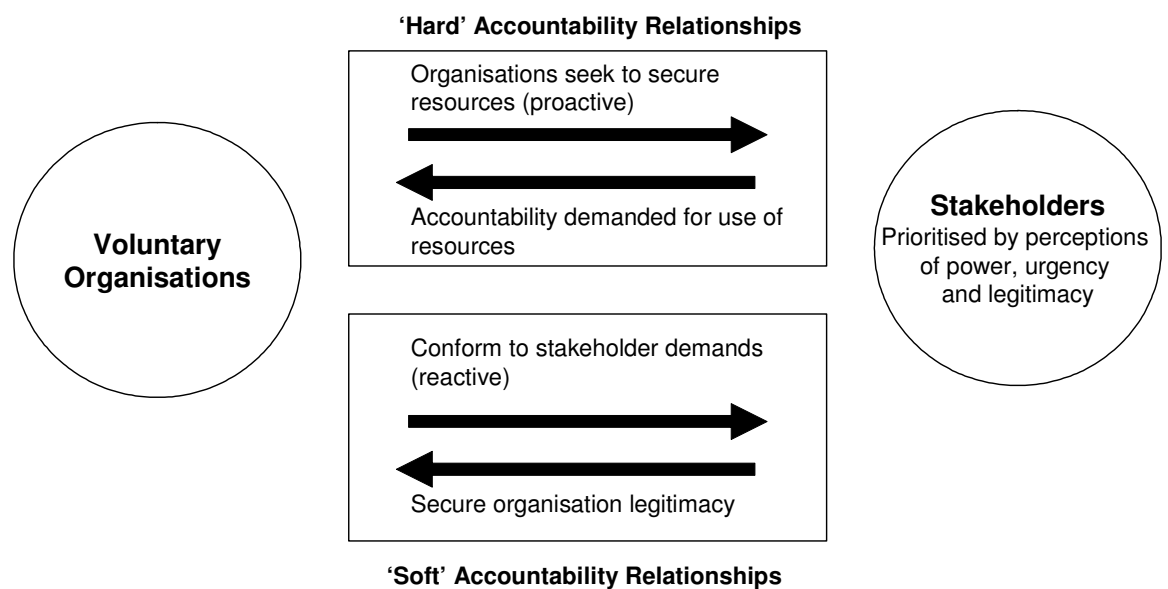 ‘Hard’ Accountability Relationships
Organisations seek to secure
resources (proactive)
Accountability demanded for use of
resources
Voluntary
Organisations
Stakeholders
Prioritised by perceptions
of power, urgency
and legitimacy
Conform to stakeholder demands
(reactive)
Secure organisation legitimacy
‘Soft’ Accountability Relationships